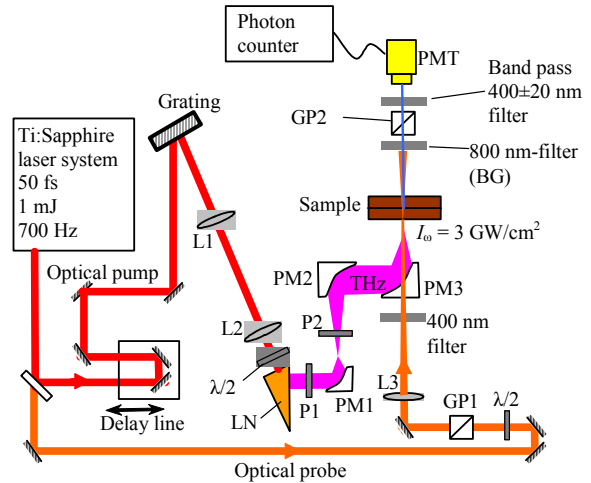 Photon
counter
PMT
Band pass
400±20 nm
filter
GP2
800 nm-filter
(BG)
Grating
Ti:Sapphire
laser system
50 fs
1 mJ
700 Hz
Sample
Iω = 3 GW/cm²
L1
Optical pump
PM2
THz
PM3
P2
400 nm
filter
L2
λ/2
LN
P1
PM1
L3
GP1
λ/2
Delay line
Optical probe